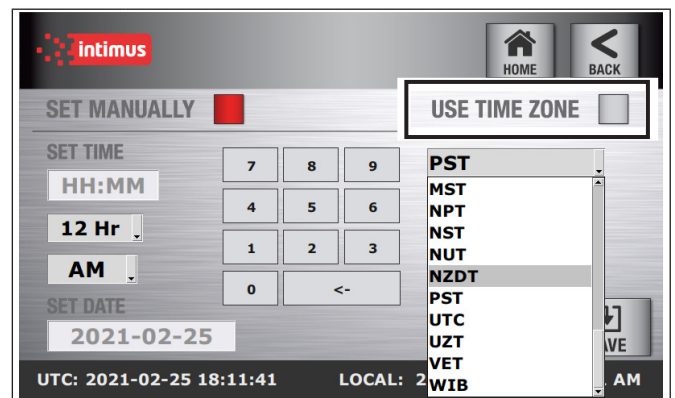 intimus
HOME
BACK
SET MANUALLY
USE TIME ZONE
SET TIME
HH:MM
12 Hr
AM
SET DATE
2021-02-25
7 8 9
4 5 6
1 2 3
0 <-
PST
MST
NPT
NST
NUT
NZDT
PST
UTC
UZT
VET
WIB
UTC: 2021-02-25 18:11:41
LOCAL: 2
AM